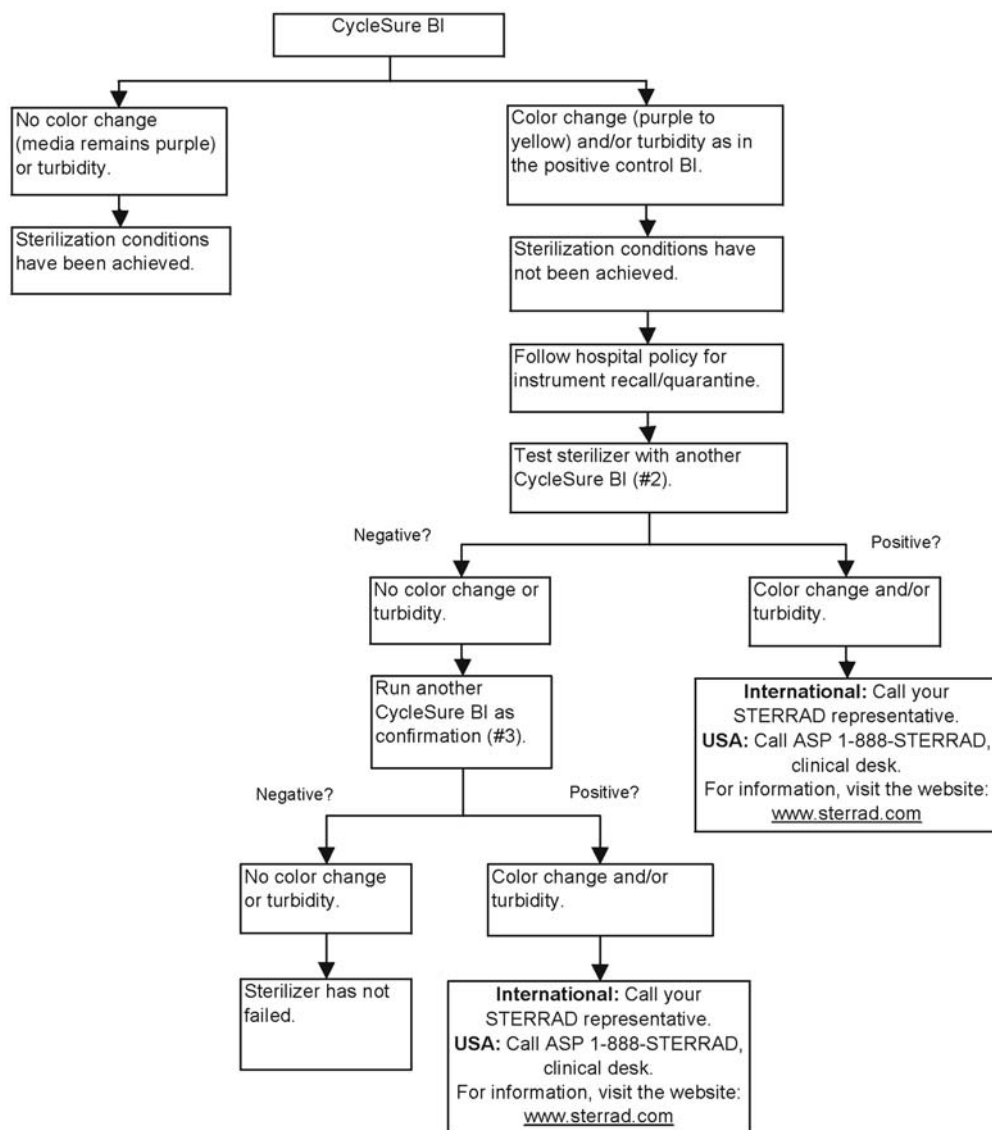 CycleSure BI
No color change
(media remains purple)
or turbidity.
Color change (purple to
yellow) and/or turbidity as in
the positive control BI.
Sterilization conditions
have been achieved.
Sterilization conditions have
not been achieved.
Follow hospital policy for
instrument recall/quarantine.
Test sterilizer with another
CycleSure BI (#2).
Negative?
Positive?
No color change or
turbidity.
Color change and/or
turbidity.
Run another
CycleSure BI as
confirmation (#3).
International: Call your
STERRAD representative.
USA: Call ASP 1-888-STERRAD,
clinical desk.
For information, visit the website:
www.sterrad.com
Negative?
Positive?
No color change
or turbidity.
Color change and/or
turbidity.
Sterilizer has not
failed.
International: Call your
STERRAD representative.
USA: Call ASP 1-888-STERRAD,
clinical desk.
For information, visit the website:
www.sterrad.com